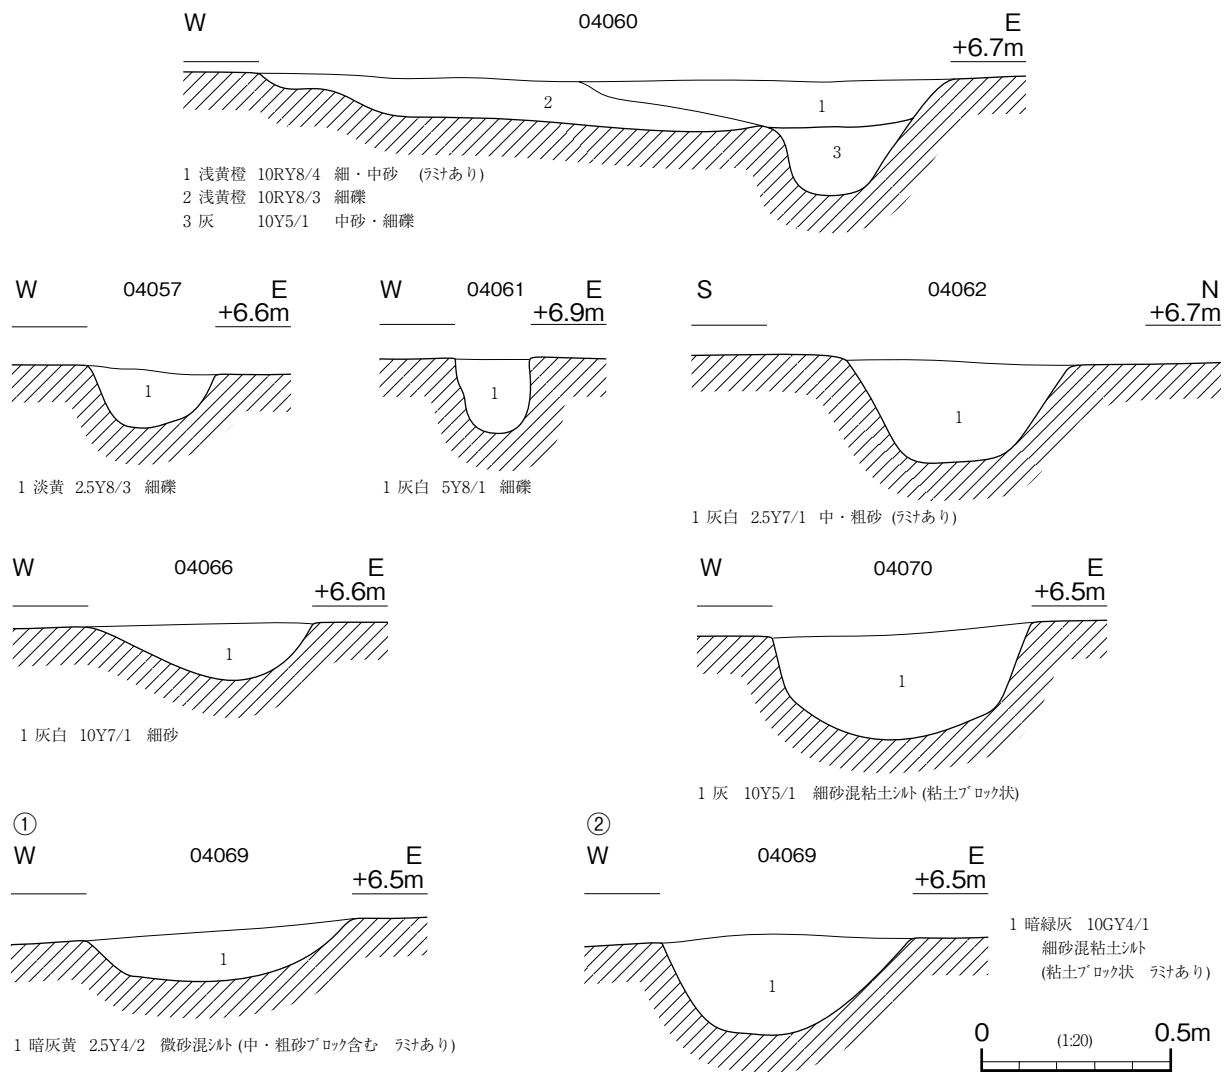 W 04060 E
+6.7m
2
1
3
1 浅黄橙 10RY8/4 細・中砂 (ﾗﾐﾅあり)
2 浅黄橙 10RY8/3 細礫
3 灰 10Y5/1 中砂・細礫
W 04057 E
+6.6m
1
1 淡黄 2.5Y8/3 細礫
W 04061 E
+6.9m
1
1 灰白 5Y8/1 細礫
S 04062 N
+6.7m
1
1 灰白 2.5Y7/1 中・粗砂 (ﾗﾐﾅあり)
W 04066 E
+6.6m
1
1 灰白 10Y7/1 細砂
W 04070 E
+6.5m
1
1 灰 10Y5/1 細砂混粘土ｼﾙﾄ (粘土ﾌﾞﾛｯｸ状)
①
W 04069 E
+6.5m
1
1 暗灰黄 2.5Y4/2 微砂混ｼﾙﾄ (中・粗砂ﾌﾞﾛｯｸ含む ﾗﾐﾅあり)
②
W 04069 E
+6.5m
1
1 暗緑灰 10GY4/1
細砂混粘土ｼﾙﾄ
(粘土ﾌﾞﾛｯｸ状 ﾗﾐﾅあり)
0 (1:20) 0.5m